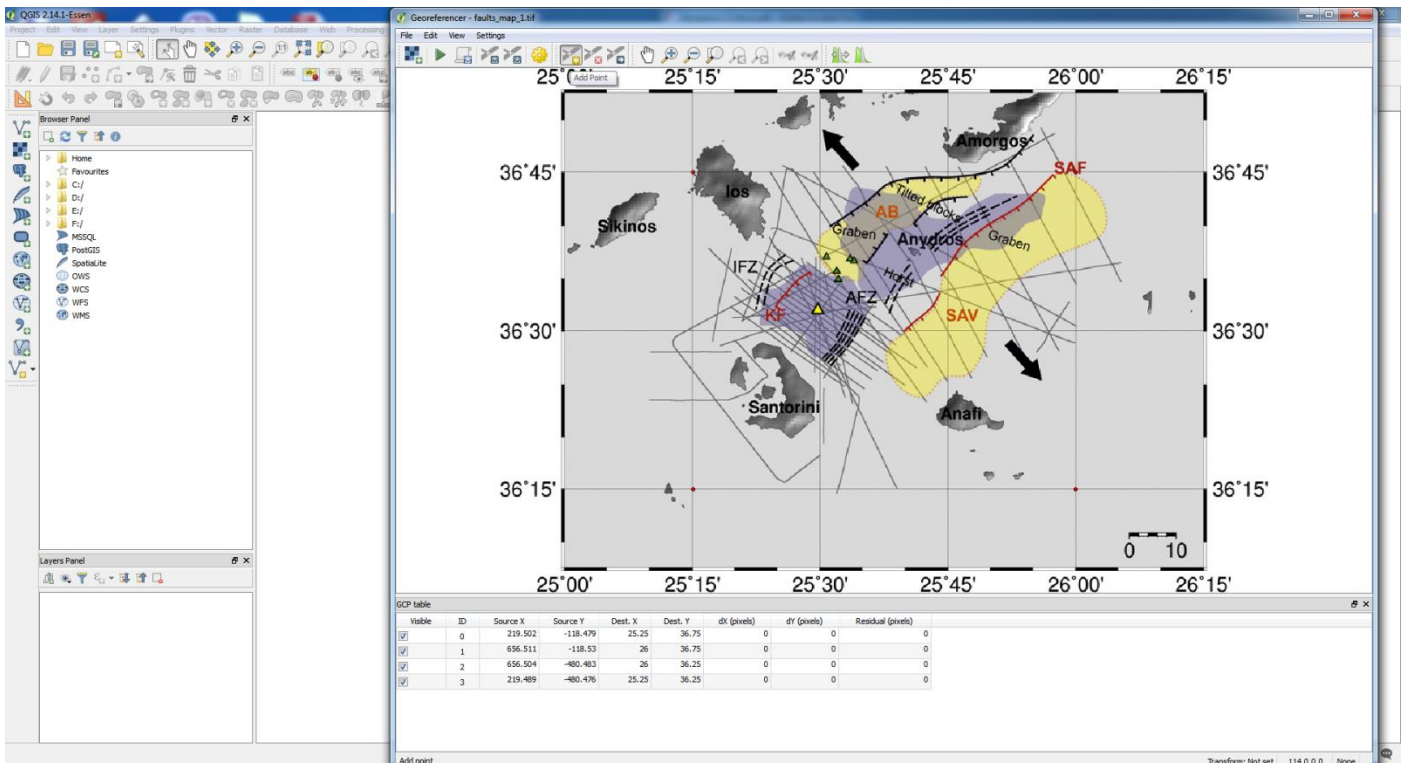 QGIS 2.14.1-Essen
Project Edit View Layer Settings Plugins Vector Raster Database Web Processing
Browser Panel
Home
Favourites
C:/
D:/
E:/
F:/
MSSQL
PostGIS
SpatiaLite
OWS
WCS
WFS
WMS
Layers Panel
Georeferencer - faults_map_1.tif
File Edit View Settings
Add Point
25°15' 25°30' 25°45' 26°00' 26°15'
Amorgos
36°45' SAF 36°45'
Ios
Tilted blocks
AB
Sikinos
Graben Anydros Graben
IFZ
Horst
AFZ
KF SAV
36°30' 36°30'
Santorini Anafi
36°15' 36°15'
0 10
25°00' 25°15' 25°30' 25°45' 26°00' 26°15'
GCP table
Visible ID Source X Source Y Dest. X Dest. Y dX (pixels) dY (pixels) Residual (pixels)
0 219.502 -118.479 25.25 36.75 0 0 0
1 656.511 -118.53 26 36.75 0 0 0
2 656.504 -480.483 26 36.25 0 0 0
3 219.489 -480.476 25.25 36.25 0 0 0
Add point Transform: Not set 114.0,0.0 None